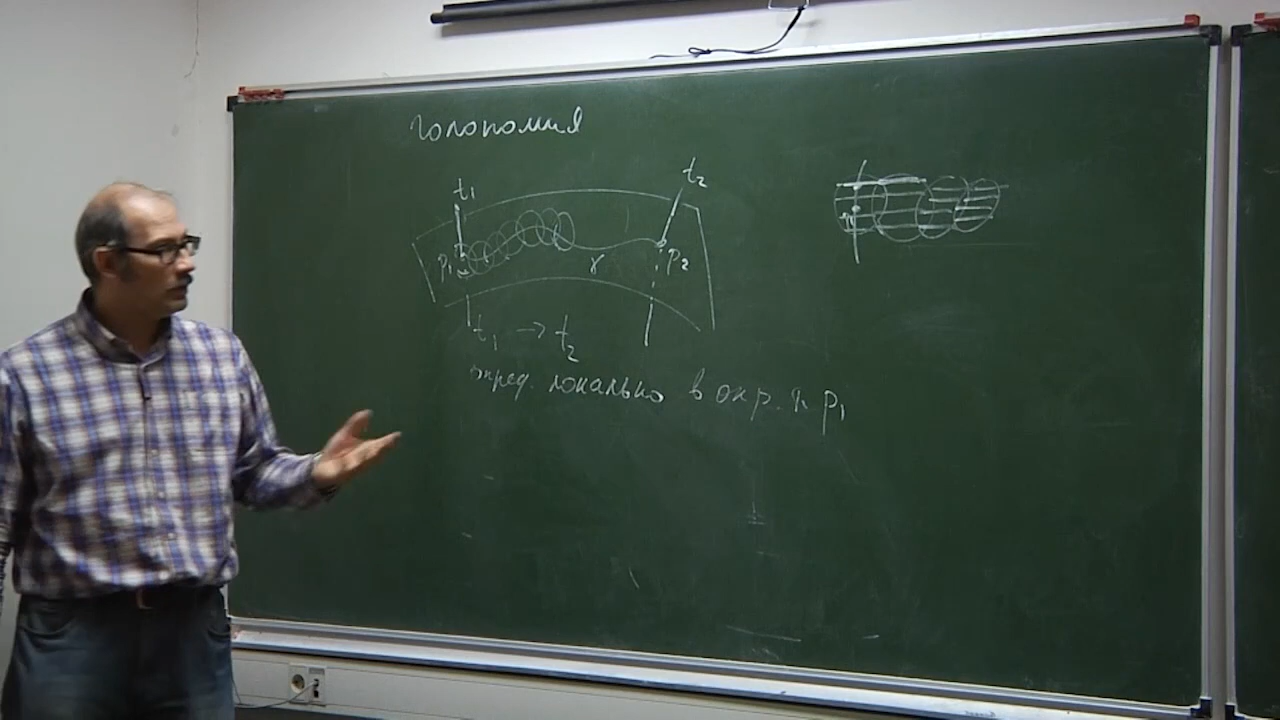 голономия
t₁ t₂
p₁ γ p₂
t₁ → t₂
опред. локально в окр. т. p₁